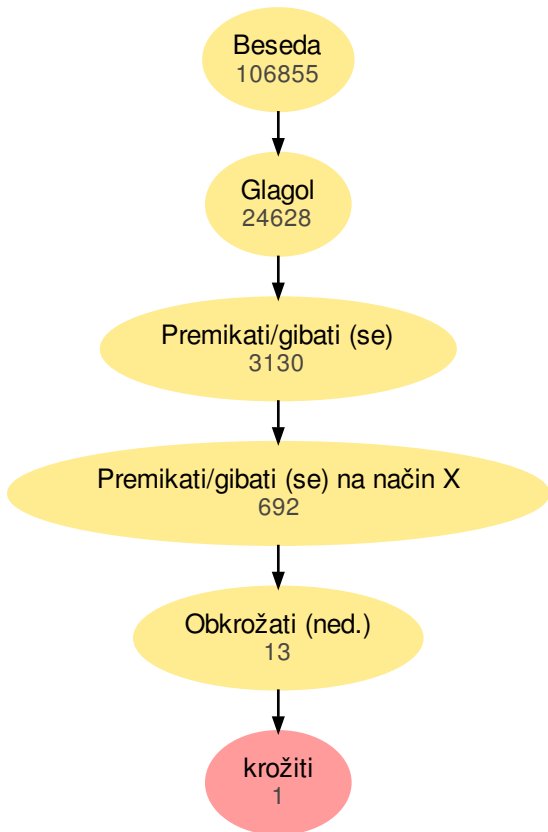 Beseda
106855
Glagol
24628
Premikati/gibati (se)
3130
Premikati/gibati (se) na način X
692
Obkrožati (ned.)
13
krožiti
1